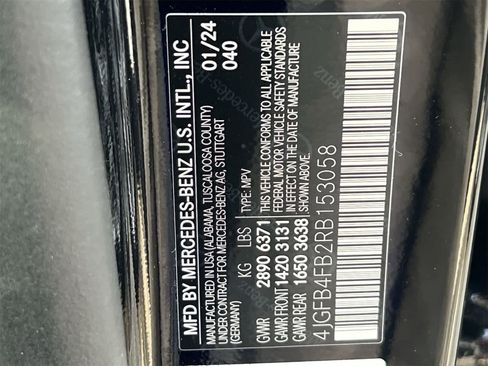 MFD BY MERCEDES-BENZ U.S. INTL., INC
MANUFACTURED IN USA (ALABAMA, TUSCALOOSA COUNTY)
UNDER CONTRACT FOR MERCEDES-BENZ AG, STUTTGART
(GERMANY)
01/24
040
KG LBS TYPE: MPV
GVWR 2890 6371
GAWR FRONT 1420 3131
GAWR REAR 1650 3638
THIS VEHICLE CONFORMS TO ALL APPLICABLE
FEDERAL MOTOR VEHICLE SAFETY STANDARDS
IN EFFECT ON THE DATE OF MANUFACTURE
SHOWN ABOVE.
4JGFB4FB2RB153058